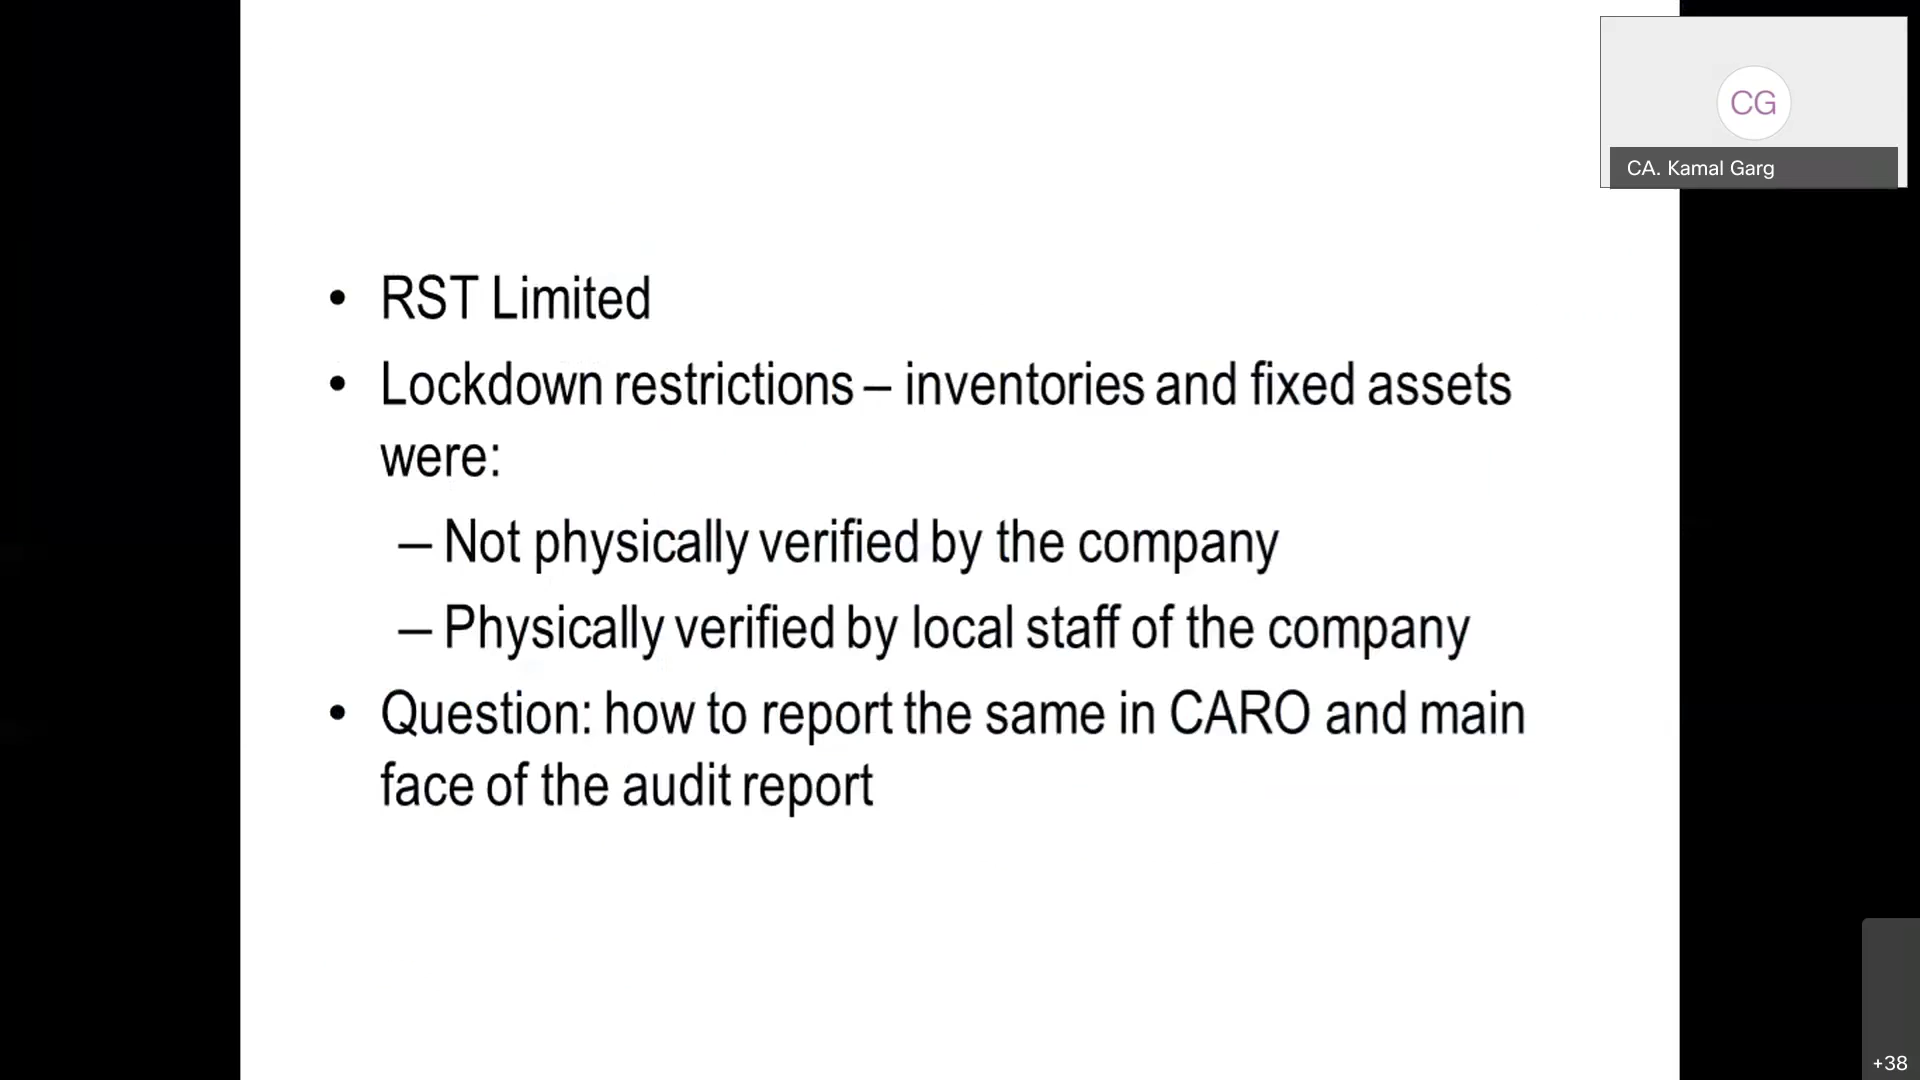 CG
CA. Kamal Garg
• RST Limited
• Lockdown restrictions – inventories and fixed assets
were:
– Not physically verified by the company
– Physically verified by local staff of the company
• Question: how to report the same in CARO and main
face of the audit report
+38